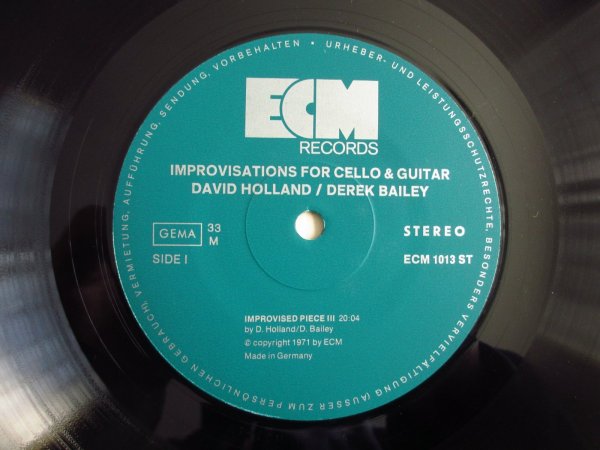 URHEBER- UND LEISTUNGSSCHUTZRECHTE, BESONDERS VERVIELFÄLTIGUNG (AUSSER ZUM PERSÖNLICHEN GEBRAUCH), VERMIETUNG, AUFFÜHRUNG, SENDUNG, VORBEHALTEN •
ECM
RECORDS
IMPROVISATIONS FOR CELLO & GUITAR
DAVID HOLLAND / DEREK BAILEY
GEMA 33 STEREO
M
SIDE I ECM 1013 ST
IMPROVISED PIECE III 20:04
by D. Holland/D. Bailey
© copyright 1971 by ECM
Made in Germany